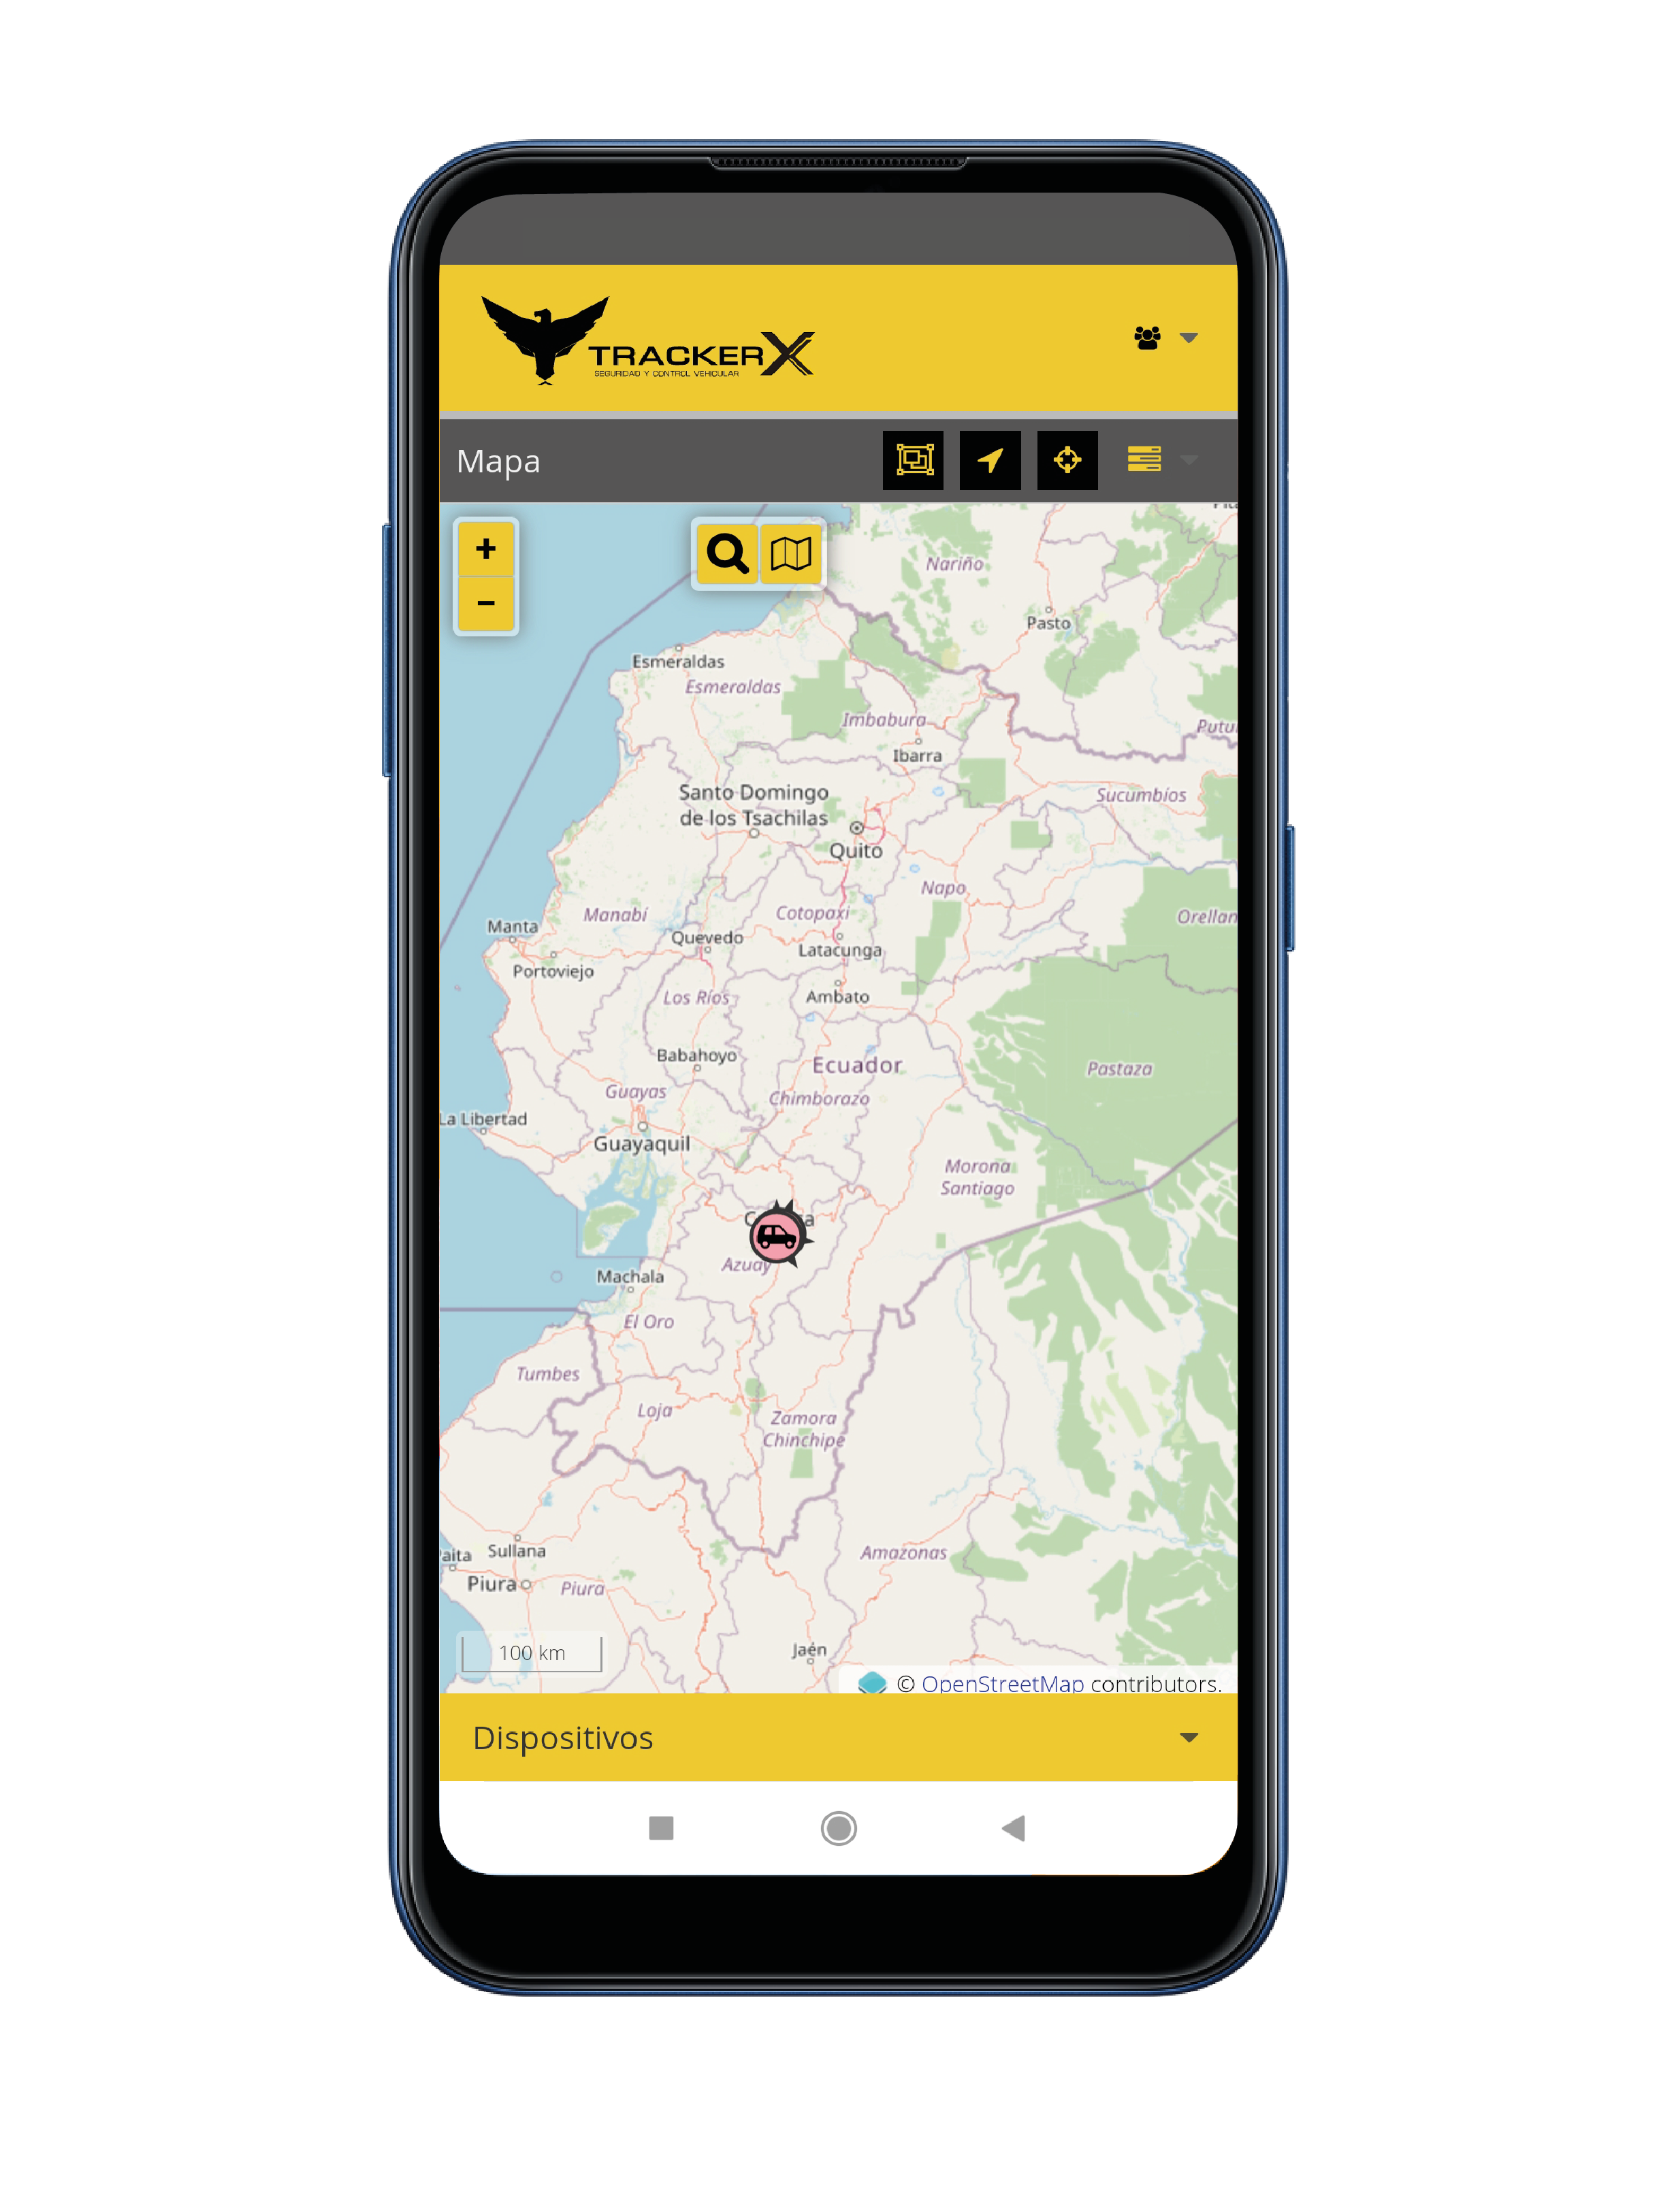 TRACKERX
SEGURIDAD Y CONTROL VEHICULAR
Mapa
+
−
Nariño
Pasto
Esmeraldas
Esmeraldas
Imbabura
Ibarra
Sucumbíos
Santo Domingo
de los Tsachilas
Quito
Napo
Manabí
Cotopaxi
Manta
Quevedo
Latacunga
Portoviejo
Los Ríos
Ambato
Babahoyo
Ecuador
Pastaza
Guayas
Chimborazo
La Libertad
Guayaquil
Morona
Santiago
Azuay
Machala
El Oro
Tumbes
Loja
Zamora
Chinchipe
Sullana
Amazonas
Piura
Piura
Jaén
100 km
© OpenStreetMap contributors.
Dispositivos